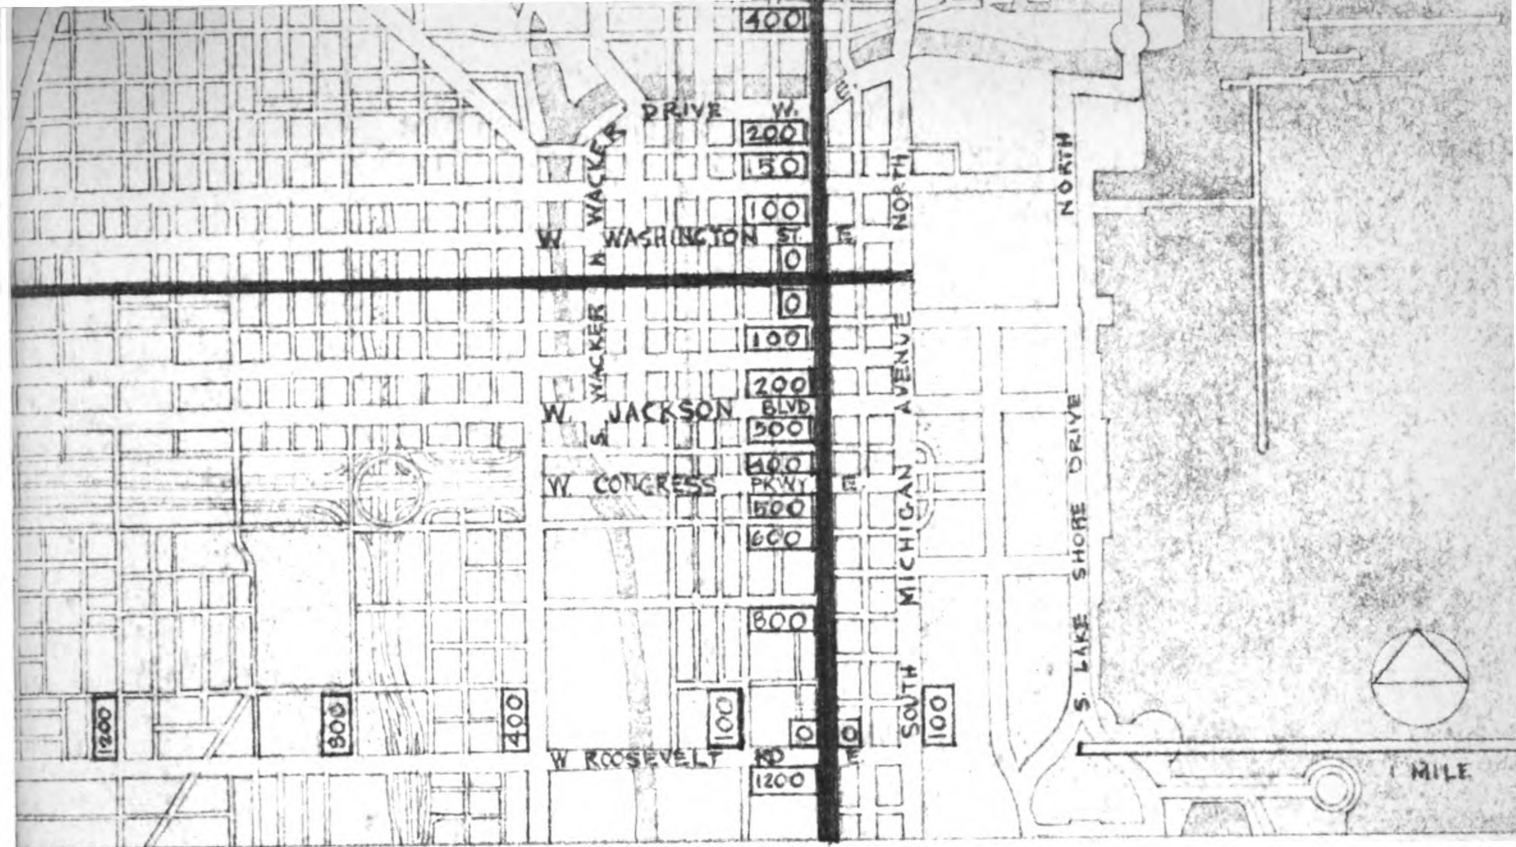 400
DRIVE W.
E.
200
150
100
W. WASHINGTON ST. E.
0
0
100
200
W. JACKSON BLVD
300
400
W. CONGRESS PKWY E.
500
600
800
1200
800
400
100
0
0
100
W ROOSEVELT RD E
1200
N WACKER
S. WACKER
NORTH
SOUTH MICHIGAN AVENUE
NORTH
S. LAKE SHORE DRIVE
1 MILE